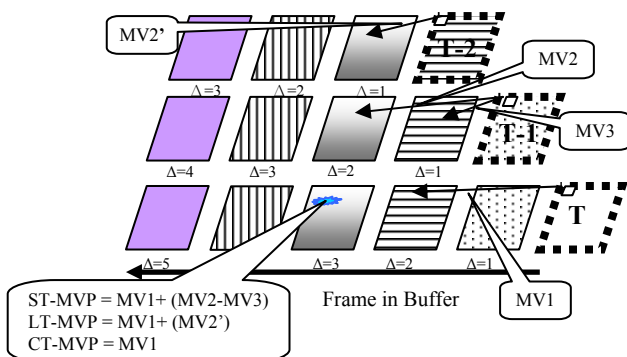 MV2’
T-2
Δ=3 Δ=2 Δ=1
MV2
T-1
MV3
Δ=4 Δ=3 Δ=2 Δ=1
T
Δ=5 Δ=3 Δ=2 Δ=1
MV1
Frame in Buffer
ST-MVP = MV1+ (MV2-MV3)
LT-MVP = MV1+ (MV2’)
CT-MVP = MV1